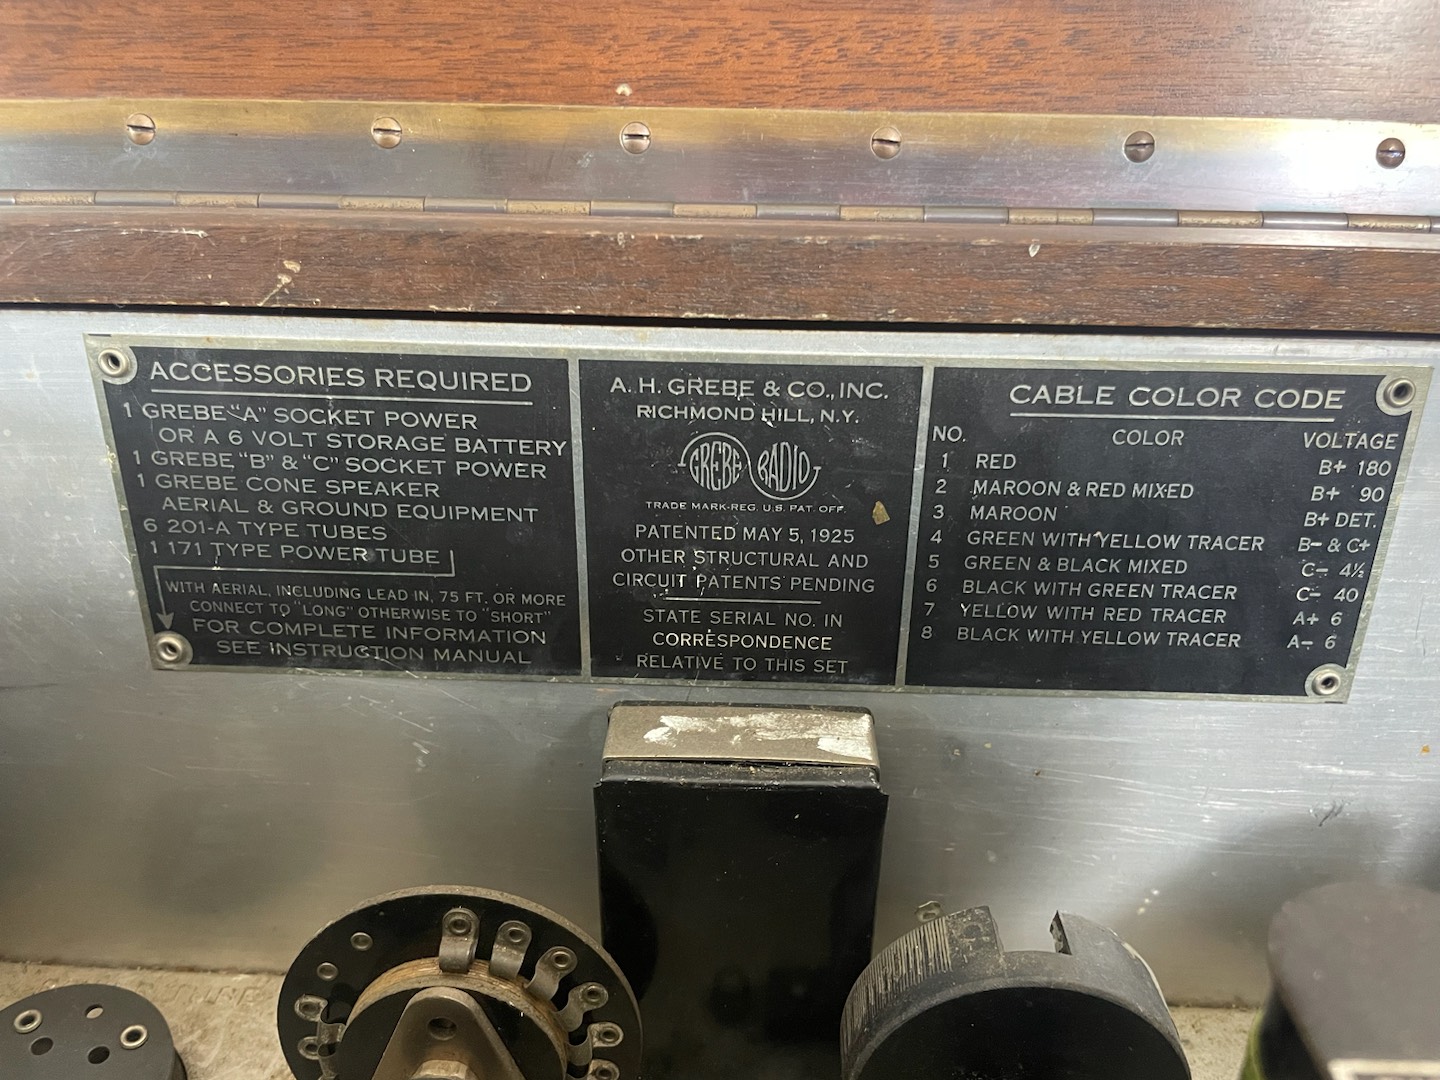 ACCESSORIES REQUIRED
1 GREBE "A" SOCKET POWER
OR A 6 VOLT STORAGE BATTERY
1 GREBE "B" & "C" SOCKET POWER
1 GREBE CONE SPEAKER
AERIAL & GROUND EQUIPMENT
6 201-A TYPE TUBES
1 171 TYPE POWER TUBE
WITH AERIAL, INCLUDING LEAD IN, 75 FT. OR MORE
CONNECT TO "LONG" OTHERWISE TO "SHORT"
FOR COMPLETE INFORMATION
SEE INSTRUCTION MANUAL
A. H. GREBE & CO., INC.
RICHMOND HILL, N.Y.
GREBE RADIO
TRADE MARK-REG. U.S. PAT. OFF.
PATENTED MAY 5, 1925
OTHER STRUCTURAL AND
CIRCUIT PATENTS PENDING
STATE SERIAL NO. IN
CORRESPONDENCE
RELATIVE TO THIS SET
CABLE COLOR CODE
NO. COLOR VOLTAGE
1 RED B+ 180
2 MAROON & RED MIXED B+ 90
3 MAROON B+ DET.
4 GREEN WITH YELLOW TRACER B- & C+
5 GREEN & BLACK MIXED C- 4½
6 BLACK WITH GREEN TRACER C- 40
7 YELLOW WITH RED TRACER A+ 6
8 BLACK WITH YELLOW TRACER A- 6